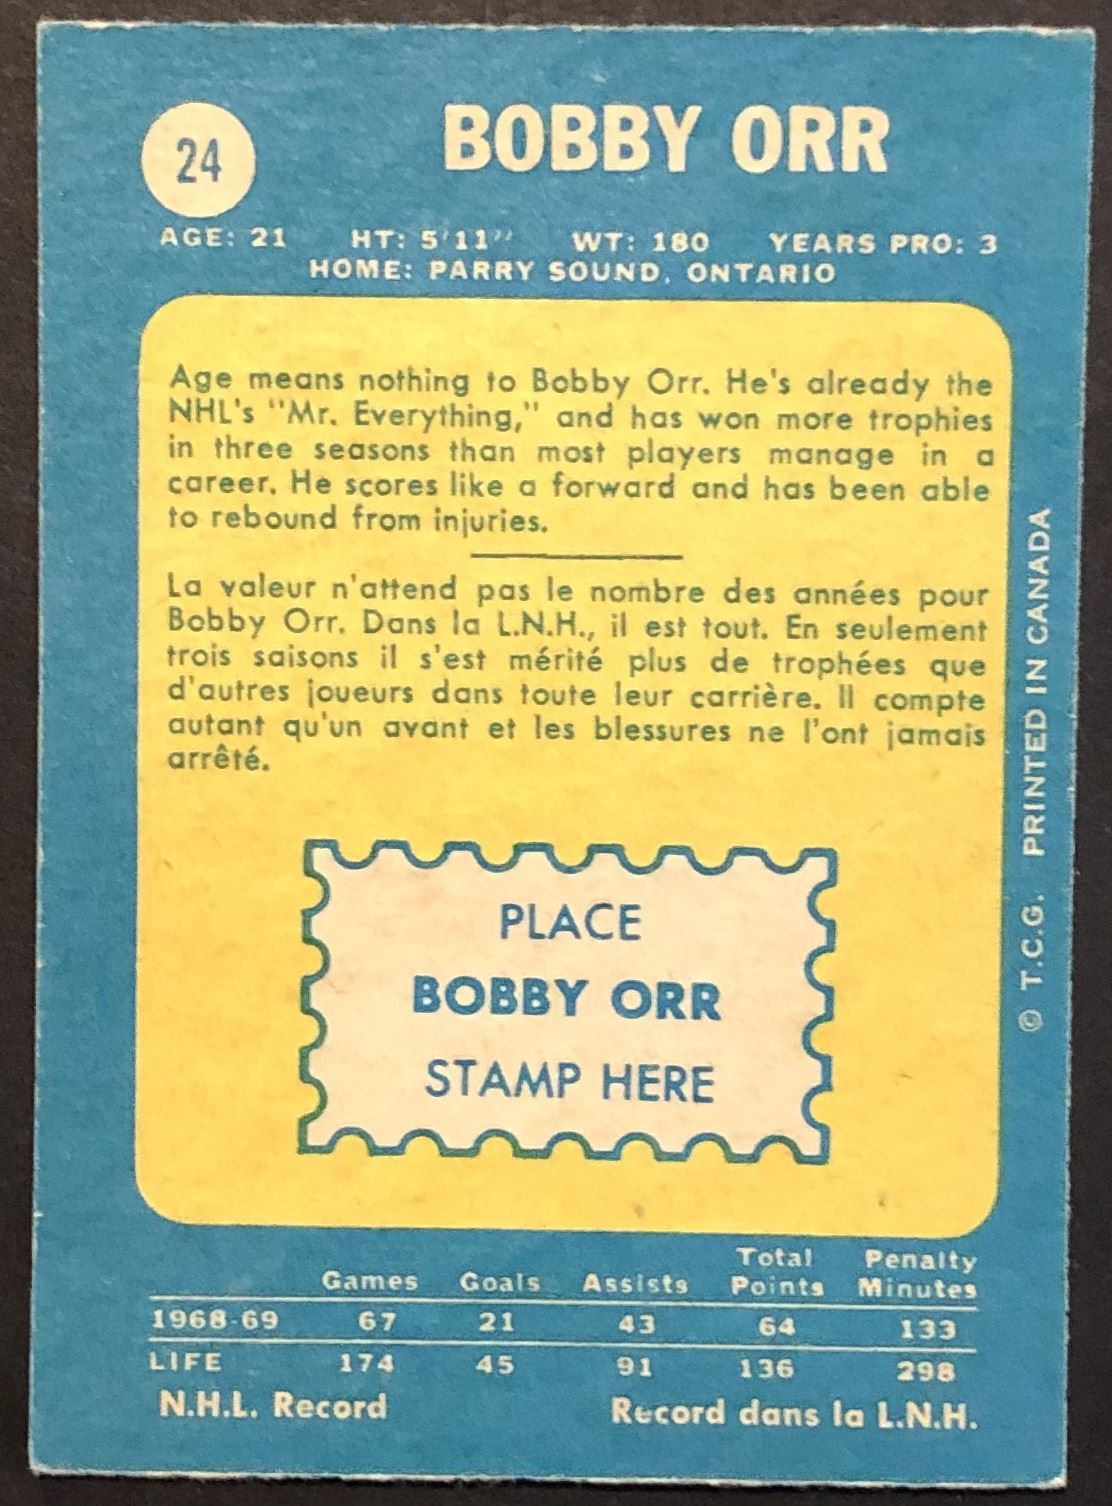 24
BOBBY ORR
AGE: 21 HT: 5'11" WT: 180 YEARS PRO: 3
HOME: PARRY SOUND, ONTARIO
Age means nothing to Bobby Orr. He's already the
NHL's "Mr. Everything," and has won more trophies
in three seasons than most players manage in a
career. He scores like a forward and has been able
to rebound from injuries.
La valeur n'attend pas le nombre des années pour
Bobby Orr. Dans la L.N.H., il est tout. En seulement
trois saisons il s'est mérité plus de trophées que
d'autres joueurs dans toute leur carrière. Il compte
autant qu'un avant et les blessures ne l'ont jamais
arrêté.
PLACE
BOBBY ORR
STAMP HERE
© T.C.G. PRINTED IN CANADA
Total Penalty
Games Goals Assists Points Minutes
1968-69 67 21 43 64 133
LIFE 174 45 91 136 298
N.H.L. Record Record dans la L.N.H.